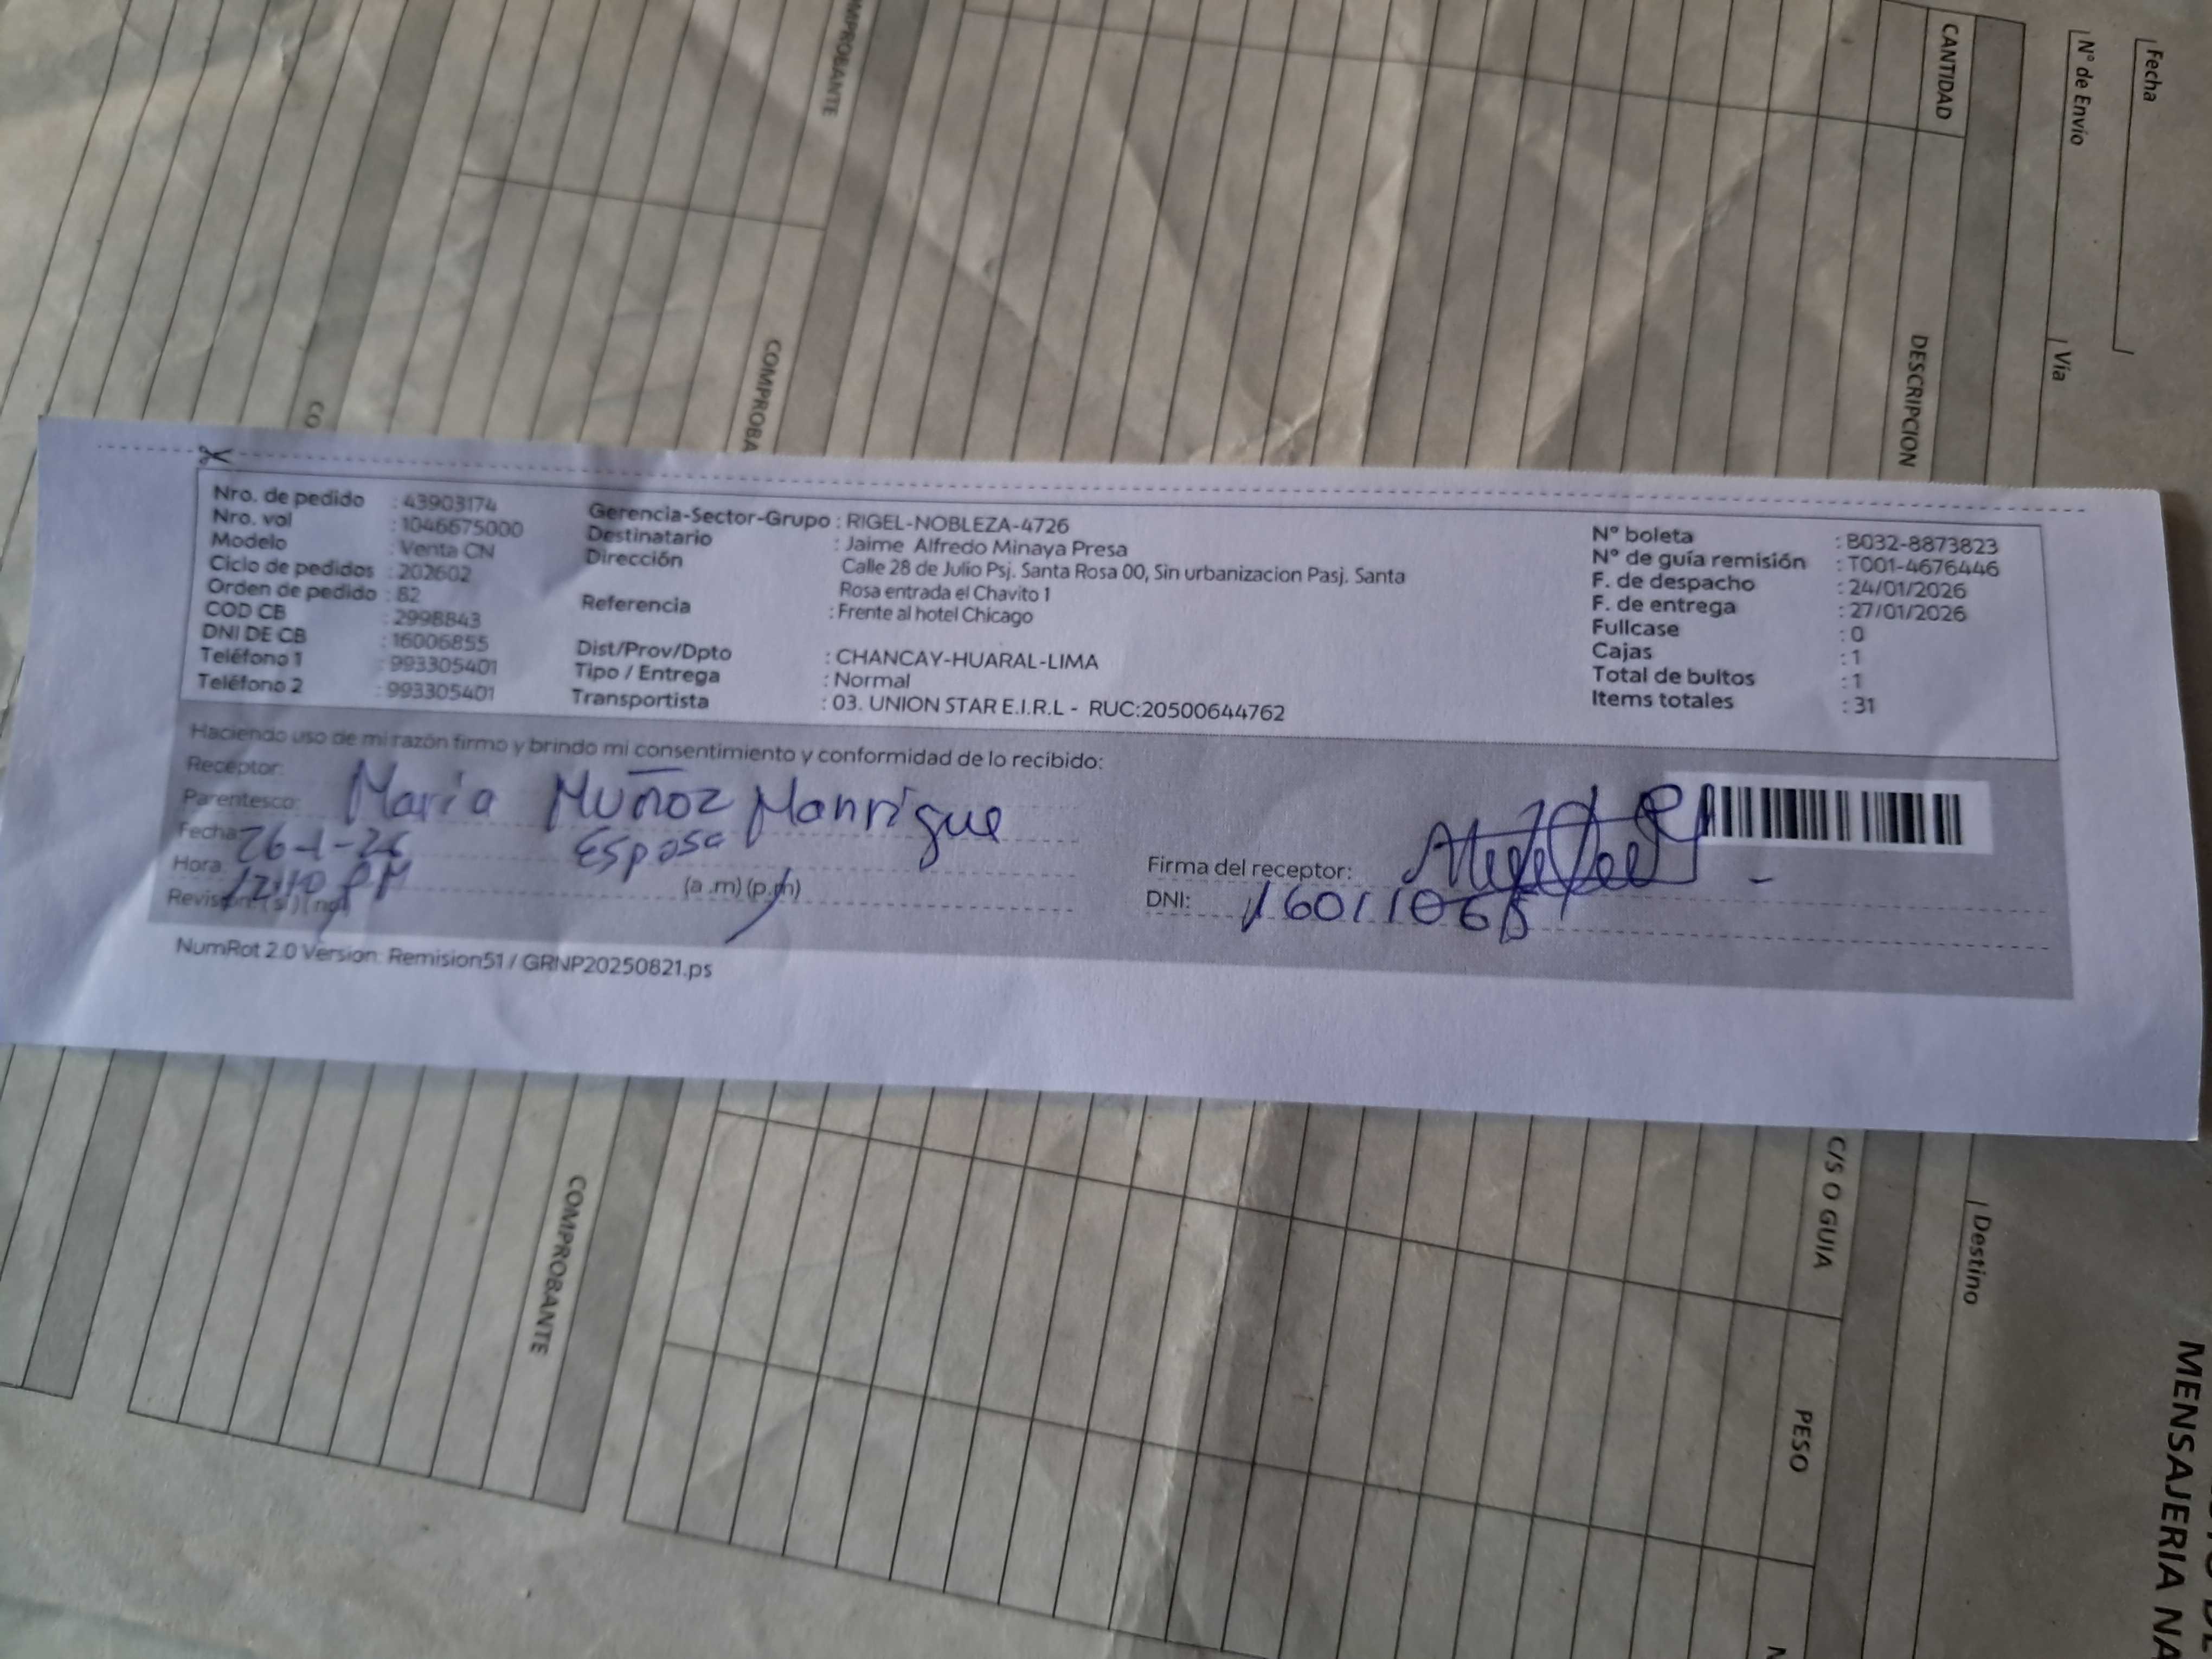 Nro. de pedido : 43903174
Nro. vol : 1046675000
Modelo : Venta CN
Ciclo de pedidos : 202602
Orden de pedido : 82
COD CB : 2998843
DNI DE CB : 16006855
Teléfono 1 : 993305401
Teléfono 2 : 993305401
Gerencia-Sector-Grupo : RIGEL-NOBLEZA-4726
Destinatario : Jaime Alfredo Minaya Presa
Dirección Calle 28 de Julio Psj. Santa Rosa 00, Sin urbanizacion Pasj. Santa
Rosa entrada el Chavito 1
Referencia : Frente al hotel Chicago
Dist/Prov/Dpto : CHANCAY-HUARAL-LIMA
Tipo / Entrega : Normal
Transportista : 03. UNION STAR E.I.R.L - RUC:20500644762
N° boleta : B032-8873823
N° de guía remisión : T001-4676446
F. de despacho : 24/01/2026
F. de entrega : 27/01/2026
Fullcase : 0
Cajas : 1
Total de bultos : 1
Items totales : 31
Haciendo uso de mi razón firmo y brindo mi consentimiento y conformidad de lo recibido:
Receptor: Maria Muñoz Manrique
Parentesco: Esposa
Fecha 26-1-26
Hora 12:40 PM (a .m) (p.m)
Revisión: (si) (no)
Firma del receptor:
DNI:
NumRot 2.0 Version: Remision51 / GRNP20250821.ps
Fecha
N° de Envío
Vía
CANTIDAD
DESCRIPCION
COMPROBANTE
COMPROBA
CO
C/S O GUIA
Destino
PESO
COMPROBANTE
MENSAJERIA NA